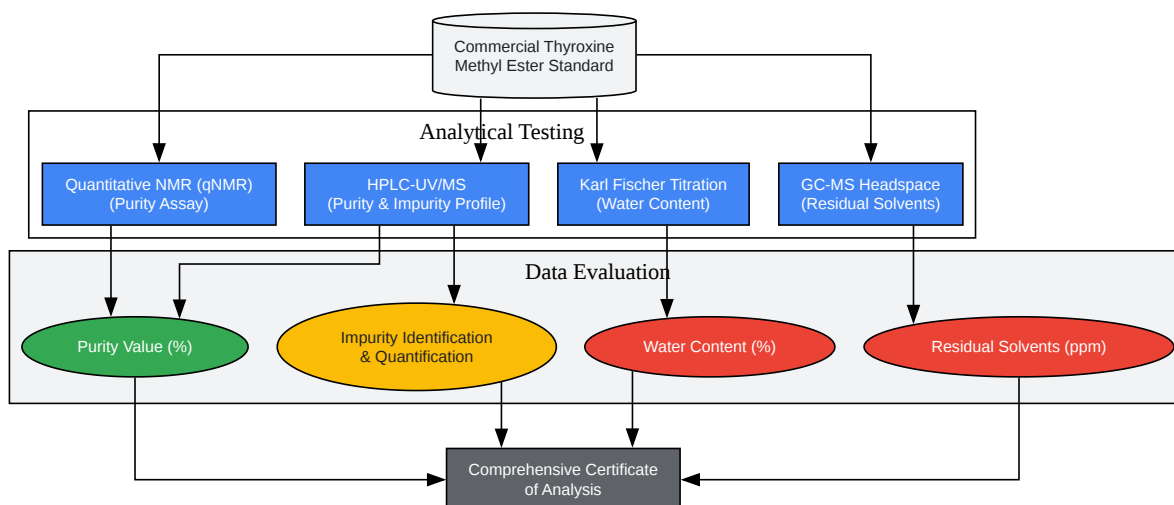 Commercial Thyroxine
Methyl Ester Standard
Analytical Testing
Quantitative NMR (qNMR)
(Purity Assay)
HPLC-UV/MS
(Purity & Impurity Profile)
Karl Fischer Titration
(Water Content)
GC-MS Headspace
(Residual Solvents)
Data Evaluation
Purity Value (%)
Impurity Identification
& Quantification
Water Content (%)
Residual Solvents (ppm)
Comprehensive Certificate
of Analysis